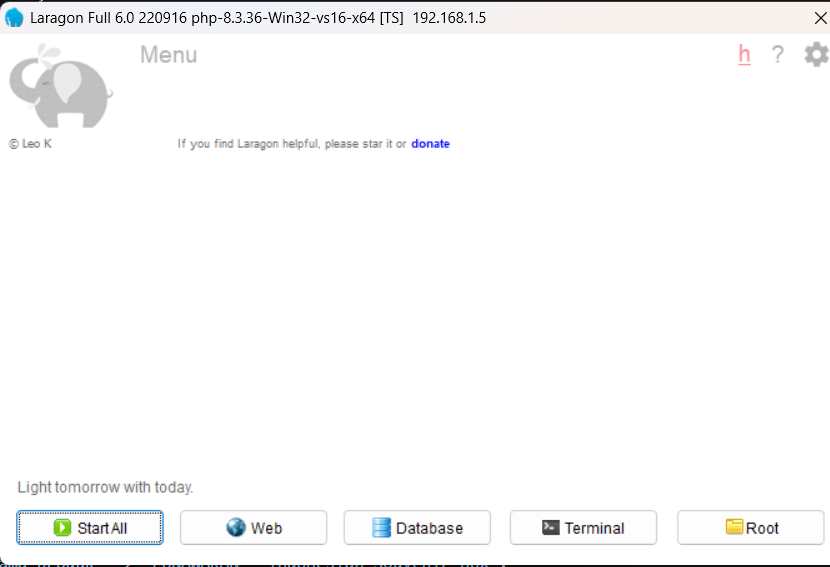 Laragon Full 6.0 220916 php-8.3.36-Win32-vs16-x64 [TS]  192.168.1.5
Menu
h ?
© Leo K
If you find Laragon helpful, please star it or donate
Light tomorrow with today.
Start All
Web
Database
Terminal
Root